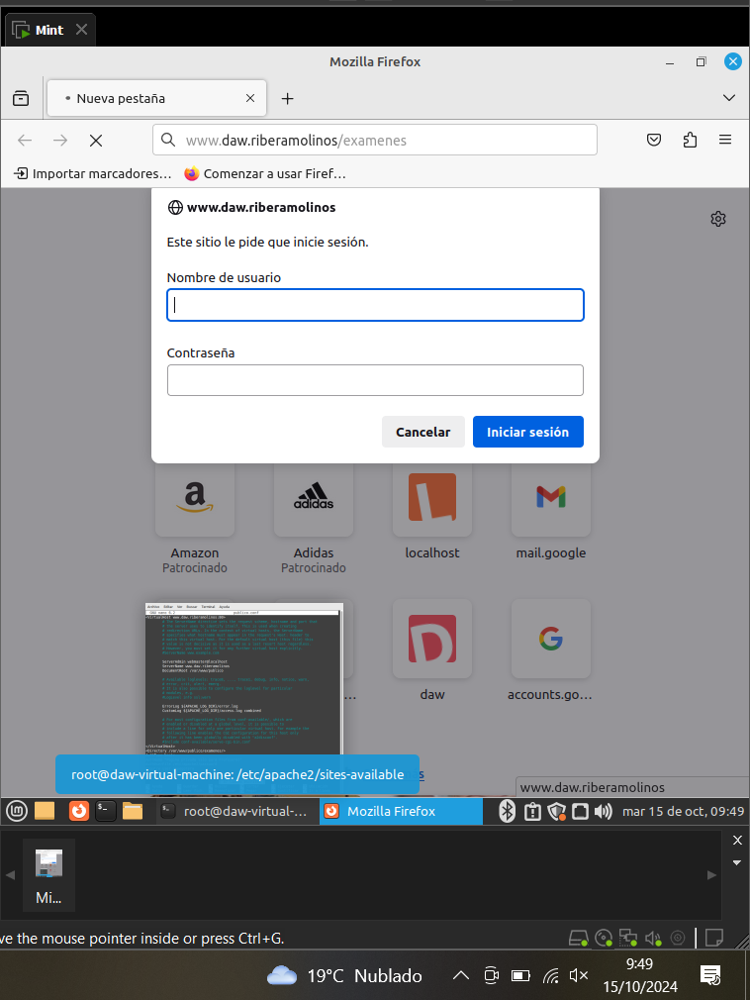 Mint
Mozilla Firefox
Nueva pestaña
www.daw.riberamolinos/examenes
Importar marcadores…
Comenzar a usar Firef…
www.daw.riberamolinos
Este sitio le pide que inicie sesión.
Nombre de usuario
Contraseña
Cancelar
Iniciar sesión
Amazon
Patrocinado
Adidas
Patrocinado
localhost
mail.google
daw
accounts.go…
root@daw-virtual-machine: /etc/apache2/sites-available
www.daw.riberamolinos
root@daw-virtual-…
Mozilla Firefox
mar 15 de oct, 09:49
Mi...
ve the mouse pointer inside or press Ctrl+G.
19°C Nublado
9:49
15/10/2024